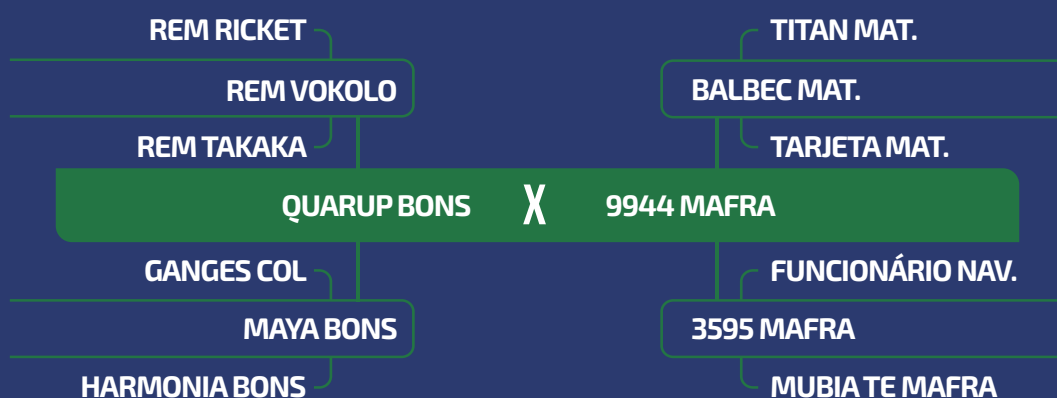 REM RICKET
TITAN MAT.
REM VOKOLO
BALBEC MAT.
REM TAKAKA
TARJETA MAT.
QUARUP BONS X 9944 MAFRA
GANGES COL
FUNCIONÁRIO NAV.
MAYA BONS
3595 MAFRA
HARMONIA BONS
MUBIA TE MAFRA